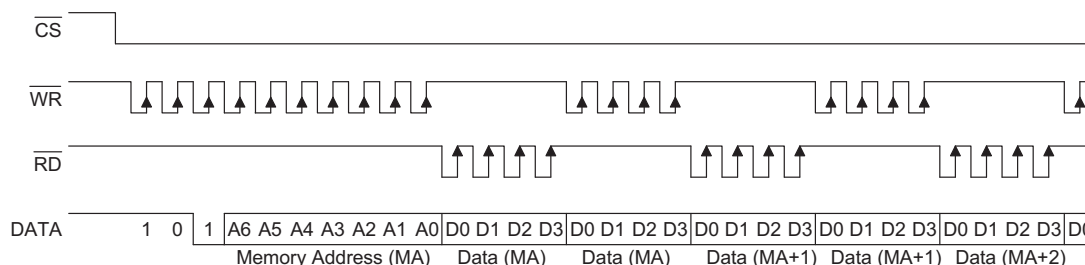 CS
WR
RD
DATA 1 0 1 A6 A5 A4 A3 A2 A1 A0 D0 D1 D2 D3 D0 D1 D2 D3 D0 D1 D2 D3 D0 D1 D2 D3 D0 D1 D2 D3 D0
Memory Address (MA) Data (MA) Data (MA) Data (MA+1) Data (MA+1) Data (MA+2)